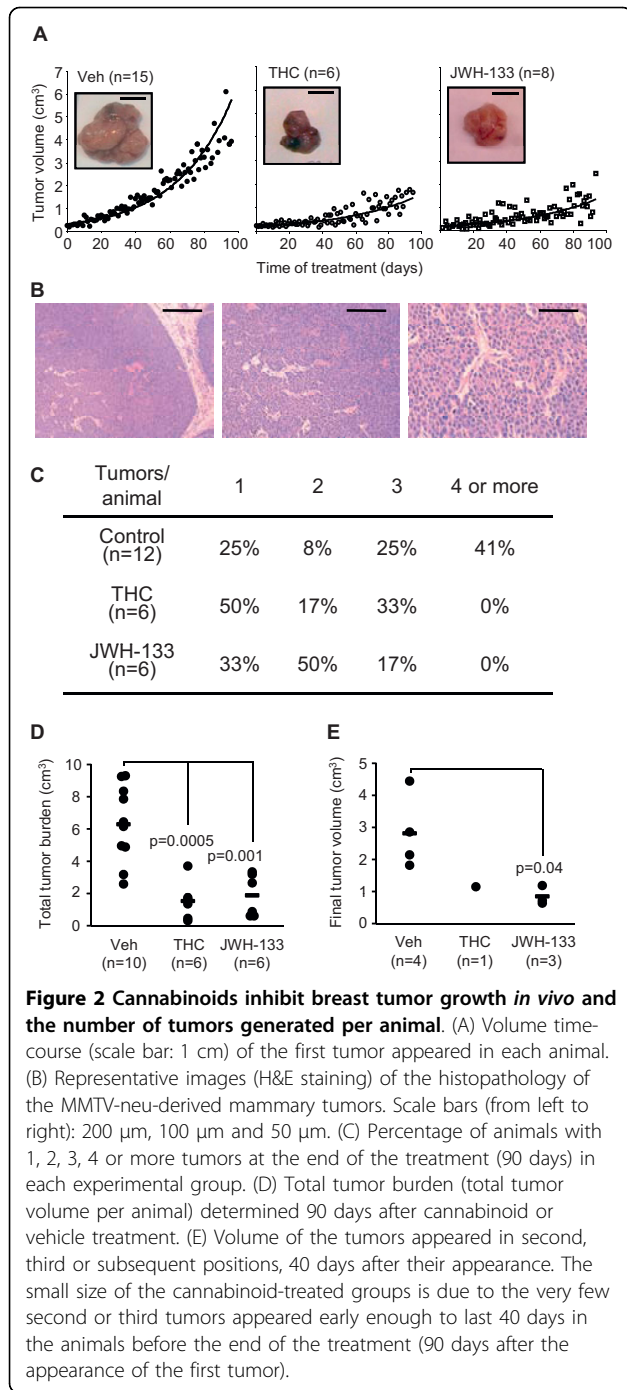 A
Veh (n=15)
THC (n=6)
JWH-133 (n=8)
Tumor volume (cm³)
7
6
5
4
3
2
1
0
0 20 40 60 80 100
20 40 60 80 100
20 40 60 80 100
Time of treatment (days)
B
C
Tumors/
animal
1 2 3 4 or more
Control
(n=12)
25% 8% 25% 41%
THC
(n=6)
50% 17% 33% 0%
JWH-133
(n=6)
33% 50% 17% 0%
D
Total tumor burden (cm³)
10
8
6
4
2
0
p=0.0005
p=0.001
Veh THC JWH-133
(n=10) (n=6) (n=6)
E
Final tumor volume (cm³)
5
4
3
2
1
0
p=0.04
Veh THC JWH-133
(n=4) (n=1) (n=3)
Figure 2 Cannabinoids inhibit breast tumor growth in vivo and
the number of tumors generated per animal. (A) Volume time-
course (scale bar: 1 cm) of the first tumor appeared in each animal.
(B) Representative images (H&E staining) of the histopathology of
the MMTV-neu-derived mammary tumors. Scale bars (from left to
right): 200 μm, 100 μm and 50 μm. (C) Percentage of animals with
1, 2, 3, 4 or more tumors at the end of the treatment (90 days) in
each experimental group. (D) Total tumor burden (total tumor
volume per animal) determined 90 days after cannabinoid or
vehicle treatment. (E) Volume of the tumors appeared in second,
third or subsequent positions, 40 days after their appearance. The
small size of the cannabinoid-treated groups is due to the very few
second or third tumors appeared early enough to last 40 days in
the animals before the end of the treatment (90 days after the
appearance of the first tumor).